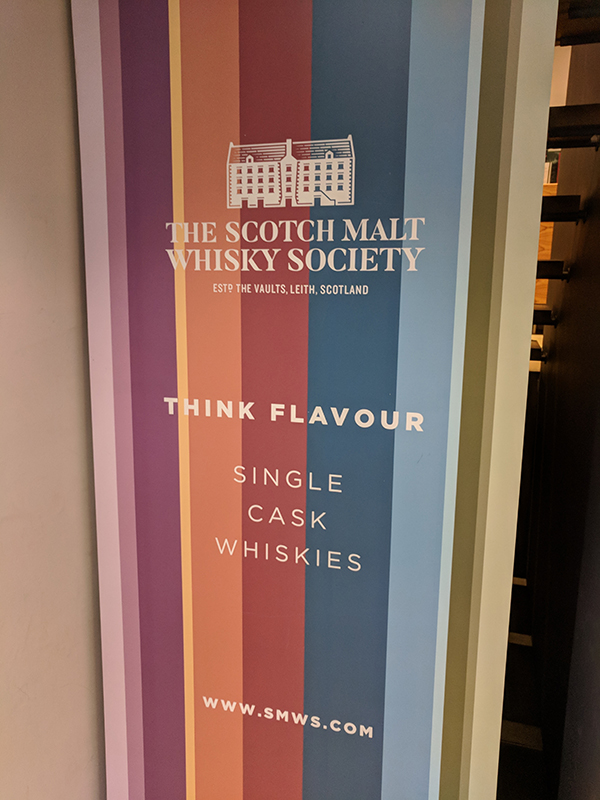 THE SCOTCH MALT
WHISKY SOCIETY
ESTD THE VAULTS, LEITH, SCOTLAND
THINK FLAVOUR
SINGLE
CASK
WHISKIES
WWW.SMWS.COM